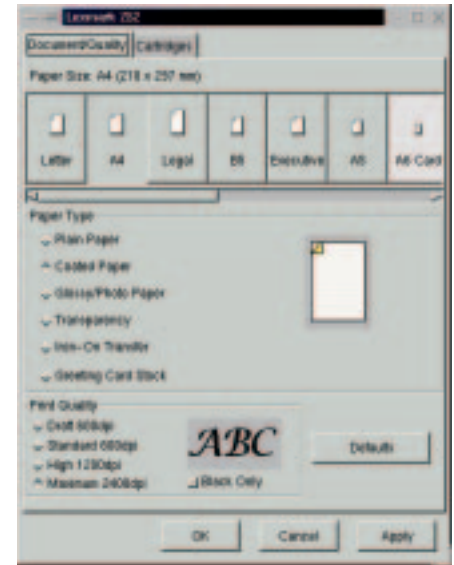 Lexmark Z52
Document/Quality Cartridges
Paper Size: A4 (210 x 297 mm)
Letter A4 Legal B5 Executive A5 A6 Card
Paper Type
Plain Paper
Coated Paper
Glossy/Photo Paper
Transparency
Iron-On Transfer
Greeting Card Stock
Print Quality
Draft 600dpi
Standard 600dpi
High 1200dpi
Maximum 2400dpi
ABC
Black Only
Defaults
OK Cancel Apply